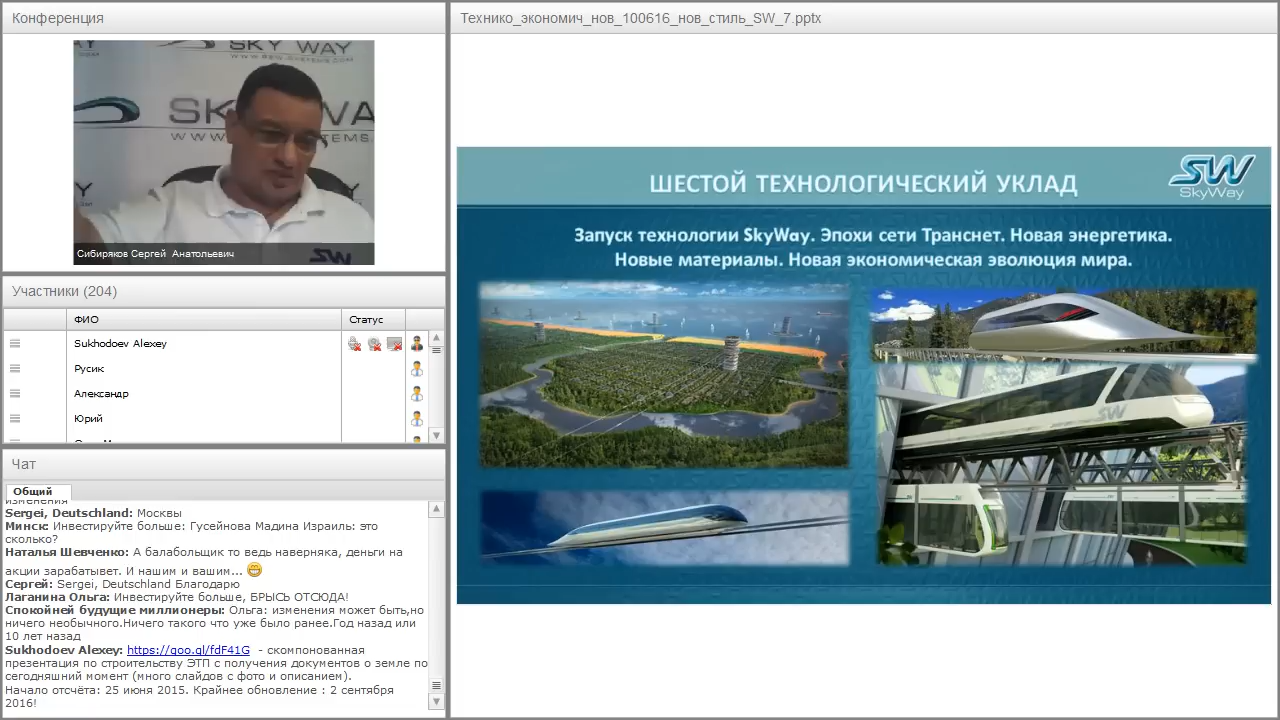 Конференция
SKY WAY
SKYWAY
Сибиряков Сергей Анатольевич
Участники (204)
ФИО
Статус
Sukhodoev Alexey
Русик
Александр
Юрий
Чат
Общий
изменения
Sergei, Deutschland: Москвы
Минск: Инвестируйте больше: Гусейнова Мадина Израиль: это
сколько?
Наталья Шевченко: А балабольщик то ведь наверняка, деньги на
акции зарабатывет. И нашим и вашим...
Сергей: Sergei, Deutschland Благодарю
Лаганина Ольга: Инвестируйте больше, БРЫСЬ ОТСЮДА!
Спокойней будущие миллионеры: Ольга: изменения может быть,но
ничего необычного.Ничего такого что уже было ранее.Год назад или
10 лет назад
Sukhodoev Alexey: https://goo.gl/fdF41G - скомпонованная
презентация по строительству ЭТП с получения документов о земле по
сегодняшний момент (много слайдов с фото и описанием).
Начало отсчёта: 25 июня 2015. Крайнее обновление : 2 сентября
2016!
Технико_экономич_нов_100616_нов_стиль_SW_7.pptx
ШЕСТОЙ ТЕХНОЛОГИЧЕСКИЙ УКЛАД
SW
SkyWay
Запуск технологии SkyWay. Эпохи сети Транснет. Новая энергетика.
Новые материалы. Новая экономическая эволюция мира.
SW